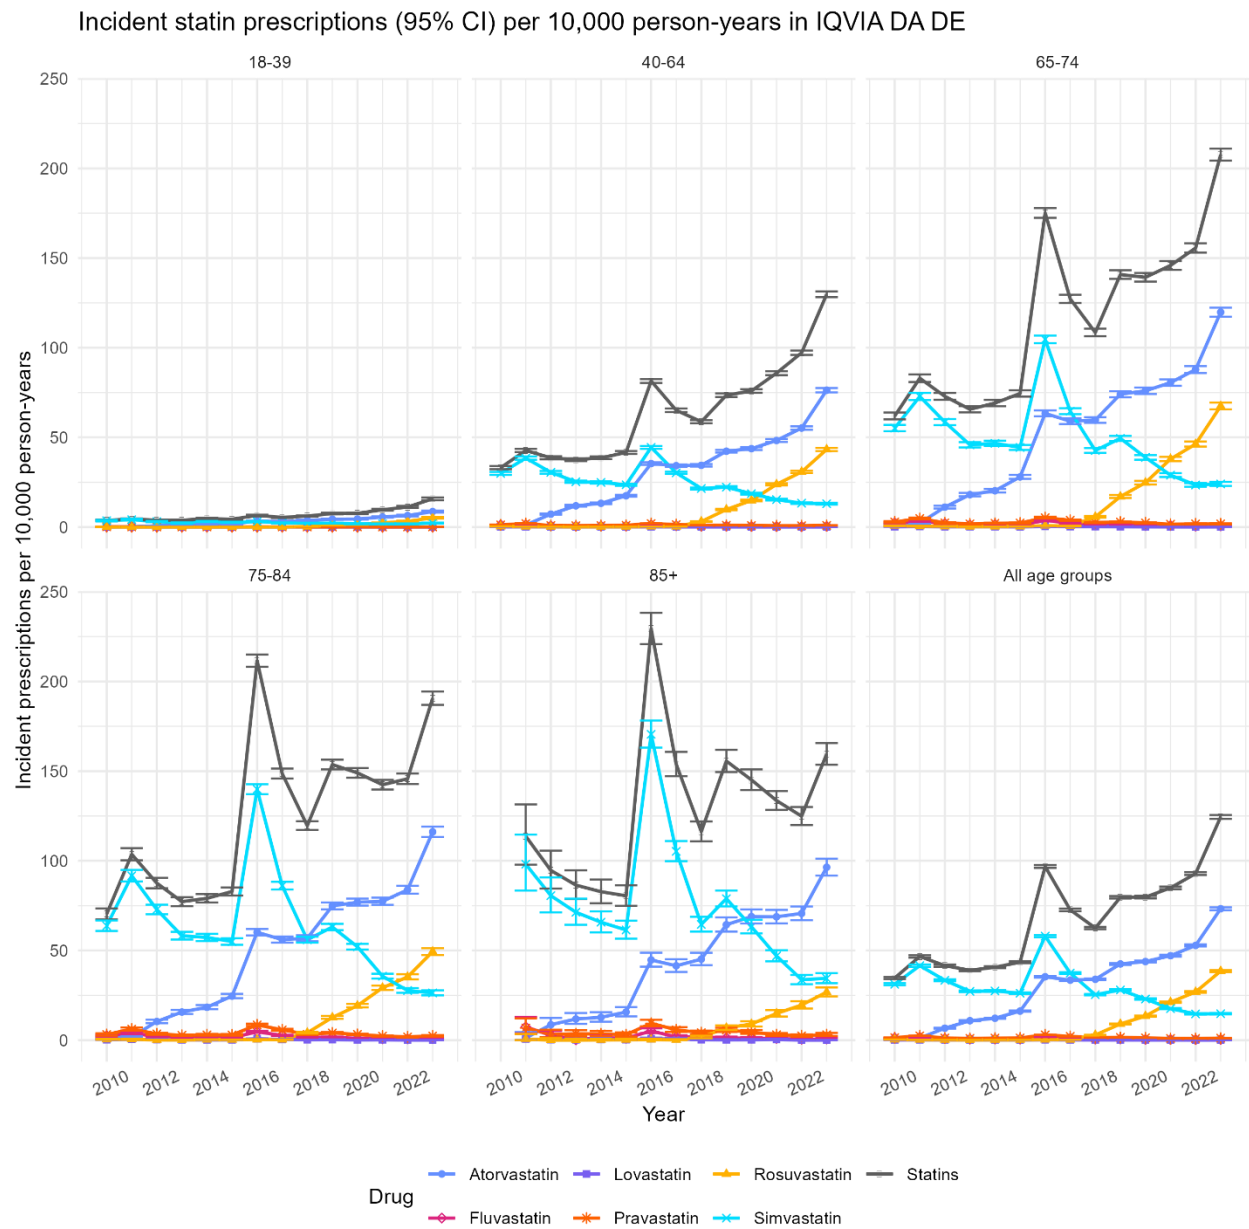 Incident statin prescriptions (95% CI) per 10,000 person-years in IQVIA DA DE
18-39
40-64
65-74
250
200
150
100
50
0
75-84
85+
All age groups
250
200
150
100
50
0
Incident prescriptions per 10,000 person-years
2010 2012 2014 2016 2018 2020 2022
2010 2012 2014 2016 2018 2020 2022
2010 2012 2014 2016 2018 2020 2022
Year
Drug
Atorvastatin Lovastatin Rosuvastatin Statins
Fluvastatin Pravastatin Simvastatin